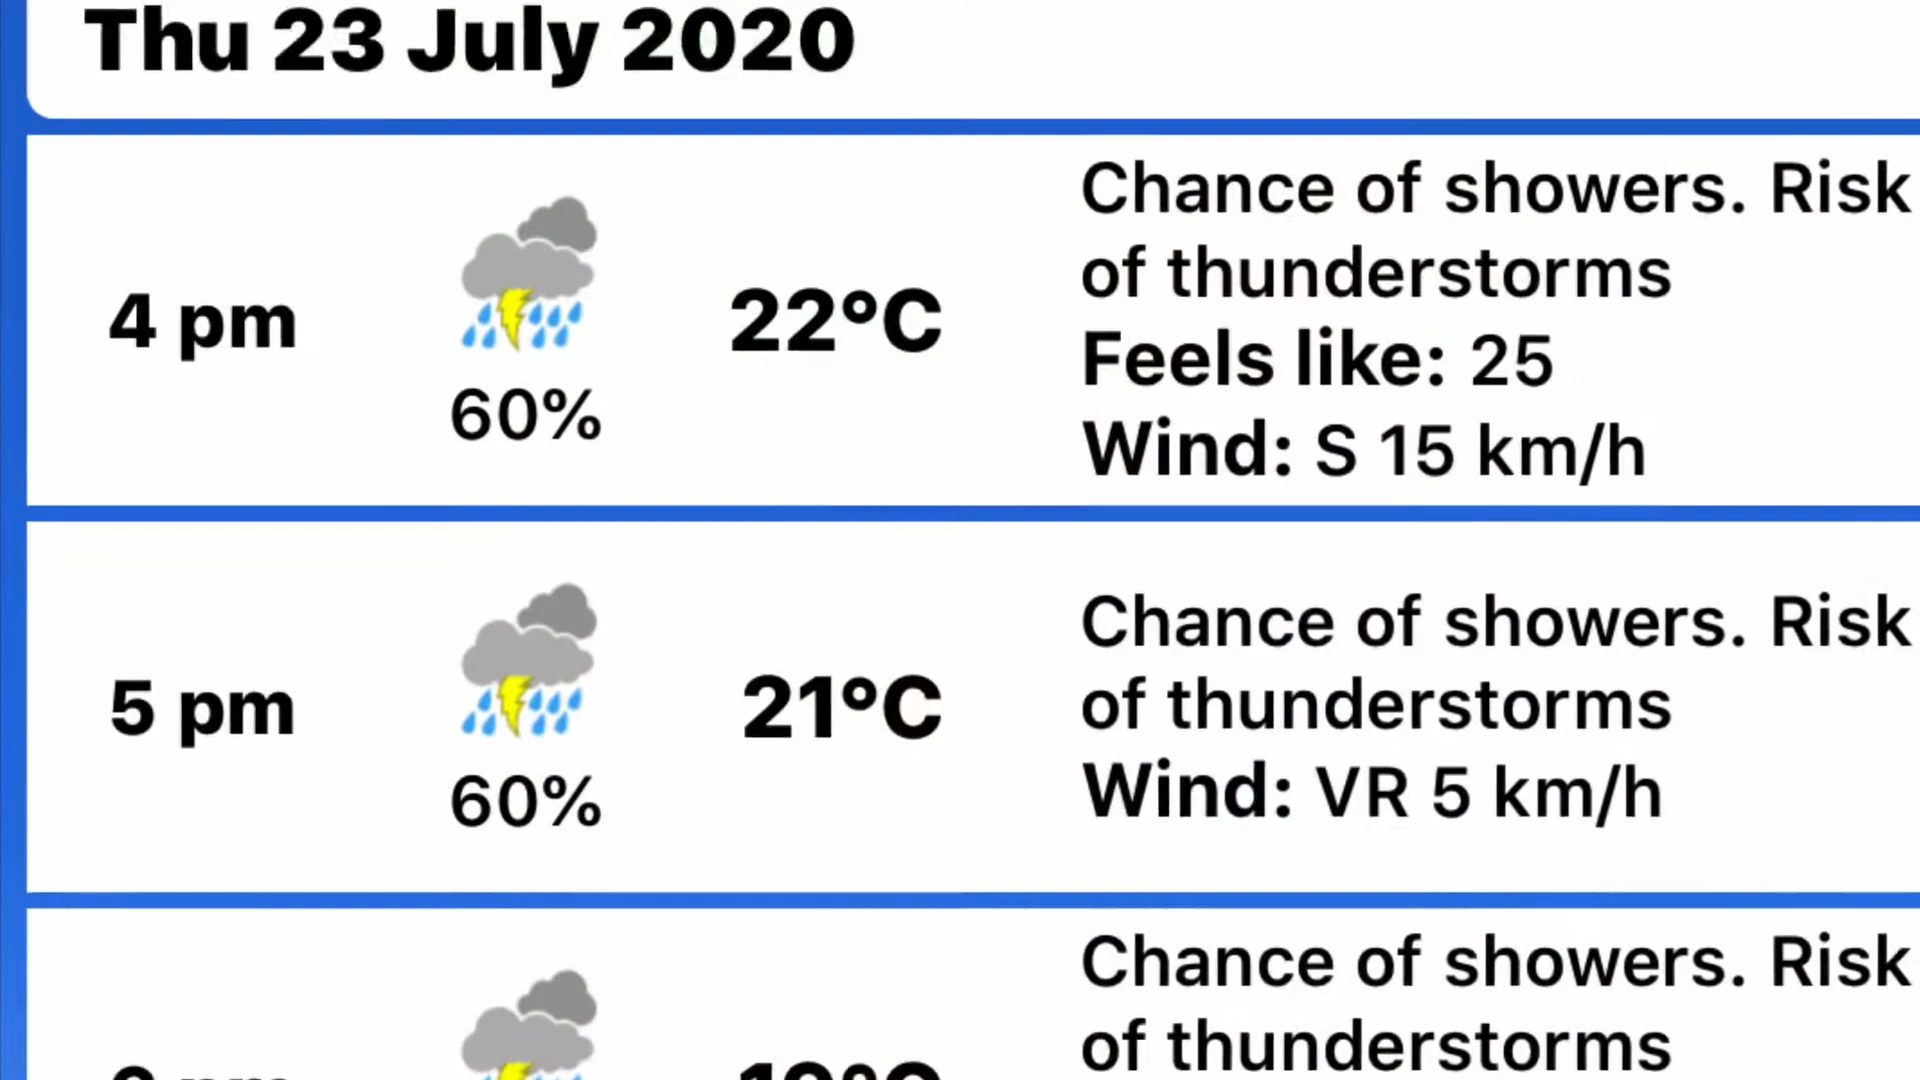 Thu 23 July 2020
4 pm
60%
22°C
Chance of showers. Risk
of thunderstorms
Feels like: 25
Wind: S 15 km/h
5 pm
60%
21°C
Chance of showers. Risk
of thunderstorms
Wind: VR 5 km/h
Chance of showers. Risk
of thunderstorms